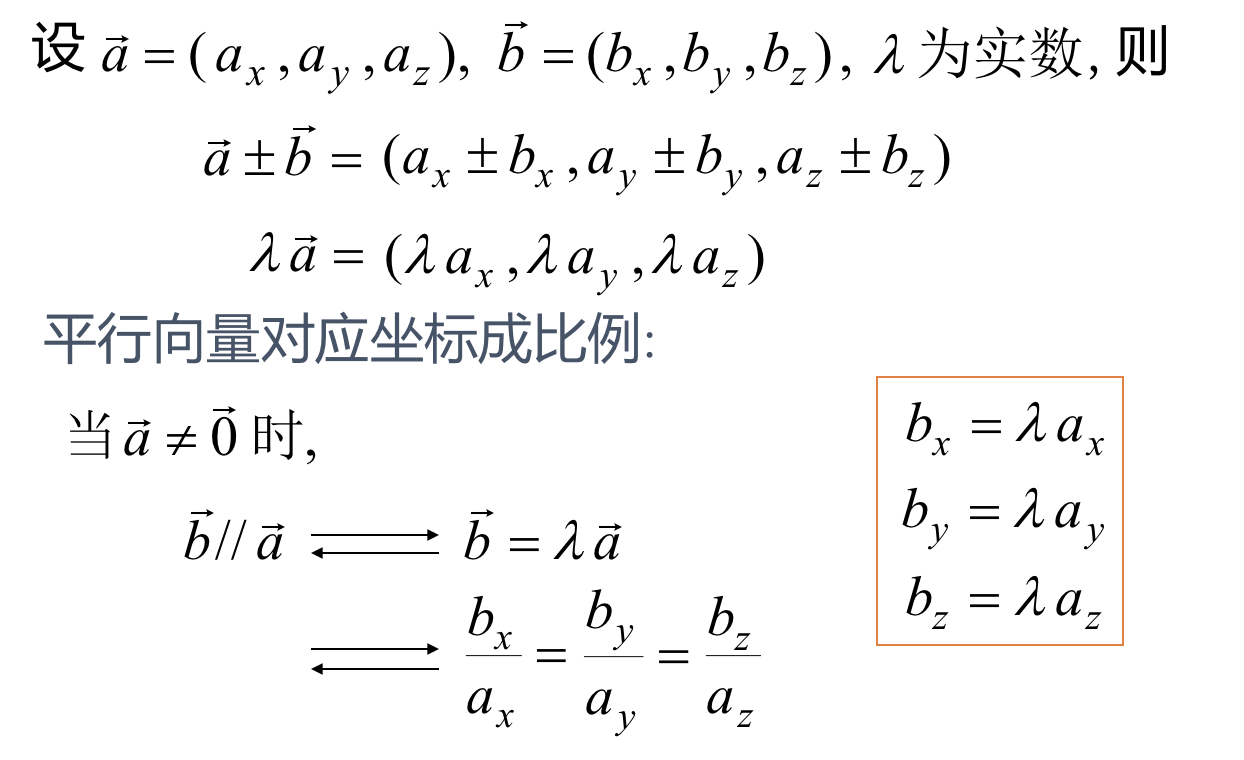 设 $\vec{a} = (a_x, a_y, a_z)$, $\vec{b} = (b_x, b_y, b_z)$, $\lambda$ 为实数, 则
$\vec{a} \pm \vec{b} = (a_x \pm b_x, a_y \pm b_y, a_z \pm b_z)$
$\lambda \vec{a} = (\lambda a_x, \lambda a_y, \lambda a_z)$
平行向量对应坐标成比例:
当 $\vec{a} \neq \vec{0}$ 时,
$\vec{b} // \vec{a} \rightleftarrows \vec{b} = \lambda \vec{a}$
$\rightleftarrows \frac{b_x}{a_x} = \frac{b_y}{a_y} = \frac{b_z}{a_z}$
$b_x = \lambda a_x$
$b_y = \lambda a_y$
$b_z = \lambda a_z$